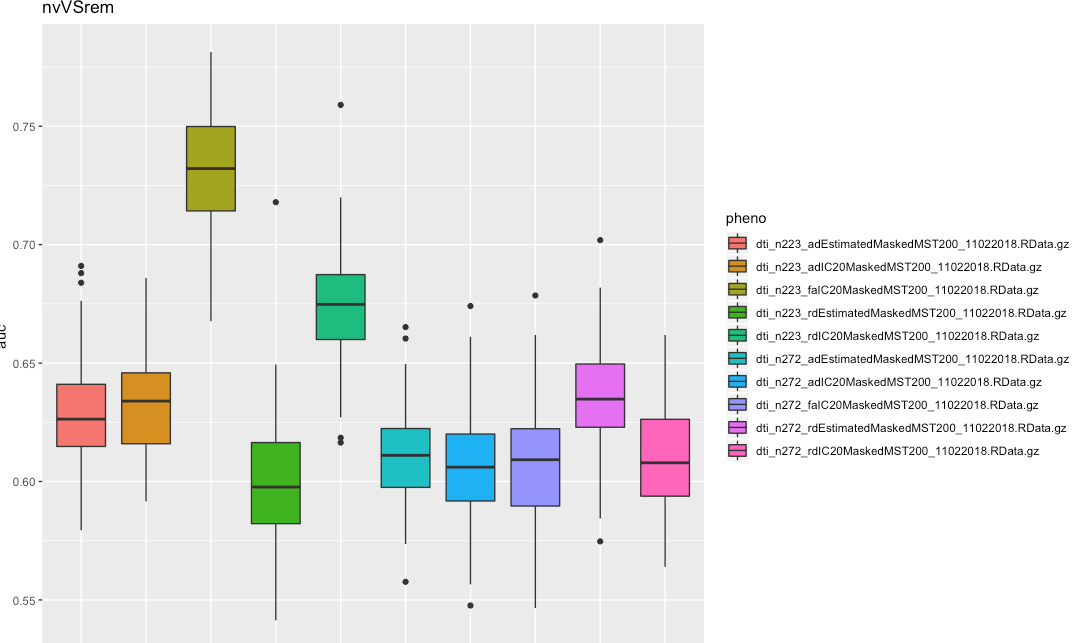 nvVSrem
0.75
0.70
0.65
0.60
0.55
auc
pheno
dti_n223_adEstimatedMaskedMST200_11022018.RData.gz
dti_n223_adIC20MaskedMST200_11022018.RData.gz
dti_n223_faIC20MaskedMST200_11022018.RData.gz
dti_n223_rdEstimatedMaskedMST200_11022018.RData.gz
dti_n223_rdIC20MaskedMST200_11022018.RData.gz
dti_n272_adEstimatedMaskedMST200_11022018.RData.gz
dti_n272_adIC20MaskedMST200_11022018.RData.gz
dti_n272_faIC20MaskedMST200_11022018.RData.gz
dti_n272_rdEstimatedMaskedMST200_11022018.RData.gz
dti_n272_rdIC20MaskedMST200_11022018.RData.gz